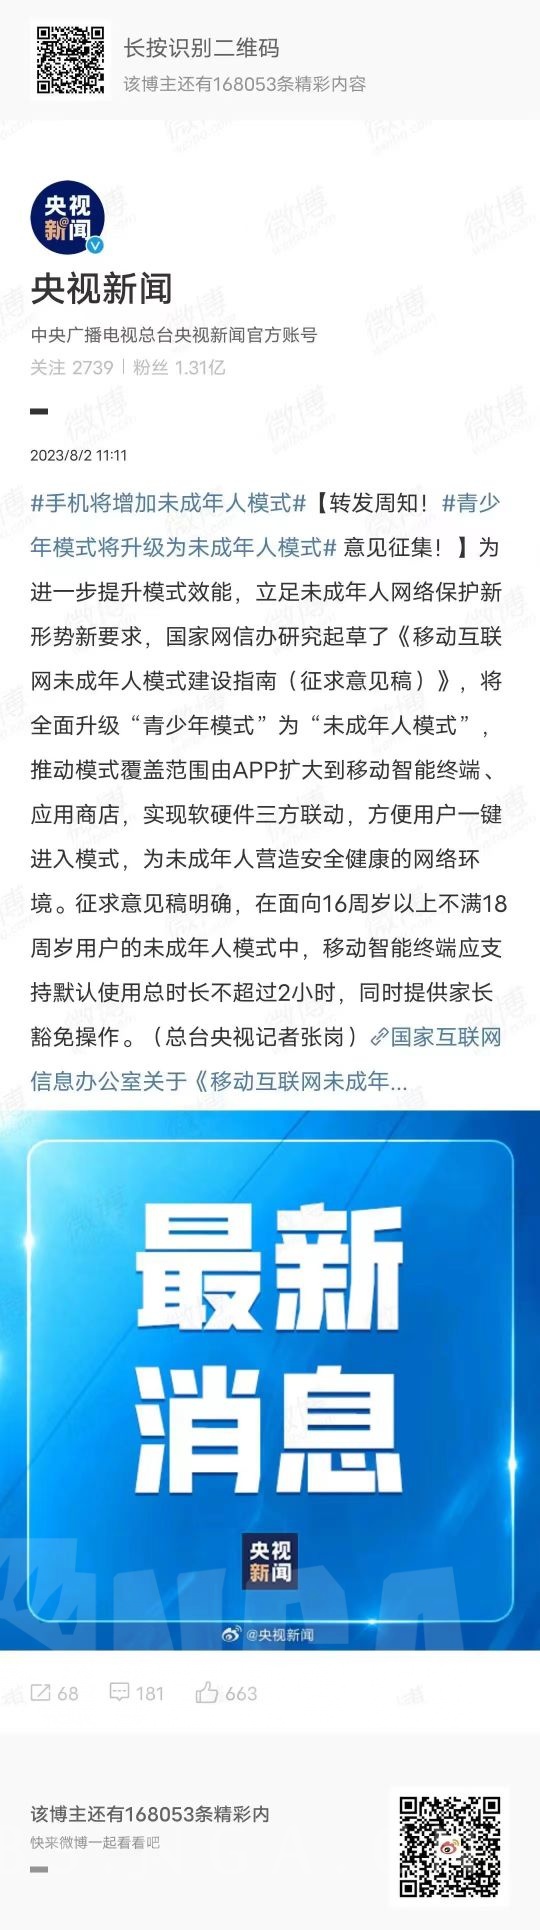 长按识别二维码
该博主还有168053条精彩内容
央视
新闻
央视新闻
中央广播电视总台央视新闻官方账号
关注 2739 | 粉丝 1.31亿
2023/8/2 11:11
#手机将增加未成年人模式#【转发周知！#青少
年模式将升级为未成年人模式# 意见征集！】为
进一步提升模式效能，立足未成年人网络保护新
形势新要求，国家网信办研究起草了《移动互联
网未成年人模式建设指南（征求意见稿）》，将
全面升级“青少年模式”为“未成年人模式”，
推动模式覆盖范围由APP扩大到移动智能终端、
应用商店，实现软硬件三方联动，方便用户一键
进入模式，为未成年人营造安全健康的网络环
境。征求意见稿明确，在面向16周岁以上不满18
周岁用户的未成年人模式中，移动智能终端应支
持默认使用总时长不超过2小时，同时提供家长
豁免操作。（总台央视记者张岗）国家互联网
信息办公室关于《移动互联网未成年...
最新
消息
央视
新闻
@央视新闻
68 181 663
该博主还有168053条精彩内
快来微博一起看看吧